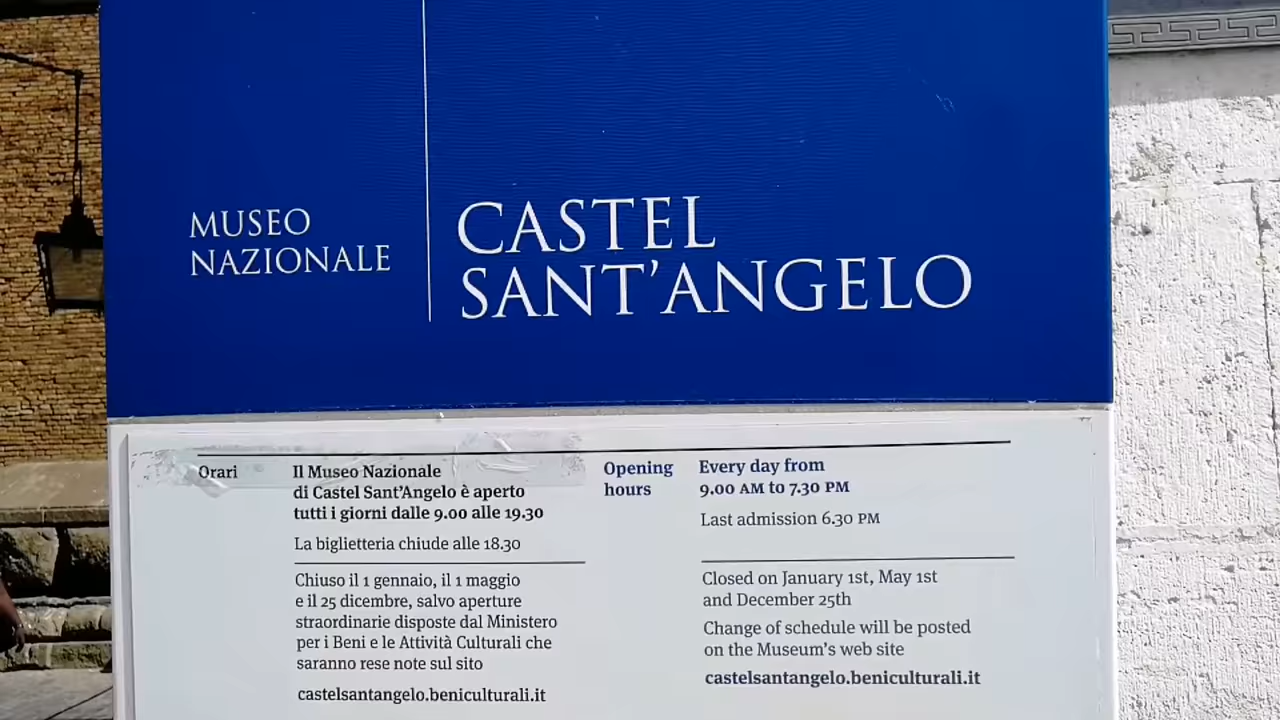 MUSEO
NAZIONALE
CASTEL
SANT'ANGELO
Orari
Il Museo Nazionale
di Castel Sant'Angelo è aperto
tutti i giorni dalle 9.00 alle 19.30
La biglietteria chiude alle 18.30
Chiuso il 1 gennaio, il 1 maggio
e il 25 dicembre, salvo aperture
straordinarie disposte dal Ministero
per i Beni e le Attività Culturali che
saranno rese note sul sito
castelsantangelo.beniculturali.it
Opening
hours
Every day from
9.00 AM to 7.30 PM
Last admission 6.30 PM
Closed on January 1st, May 1st
and December 25th
Change of schedule will be posted
on the Museum's web site
castelsantangelo.beniculturali.it